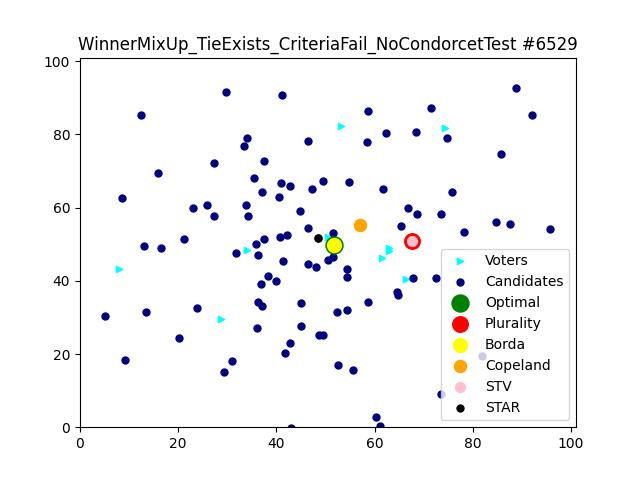 WinnerMixUp_TieExists_CriteriaFail_NoCondorcetTest #6529
100
80
60
40
20
0
0 20 40 60 80 100
Voters
Candidates
Optimal
Plurality
Borda
Copeland
STV
STAR